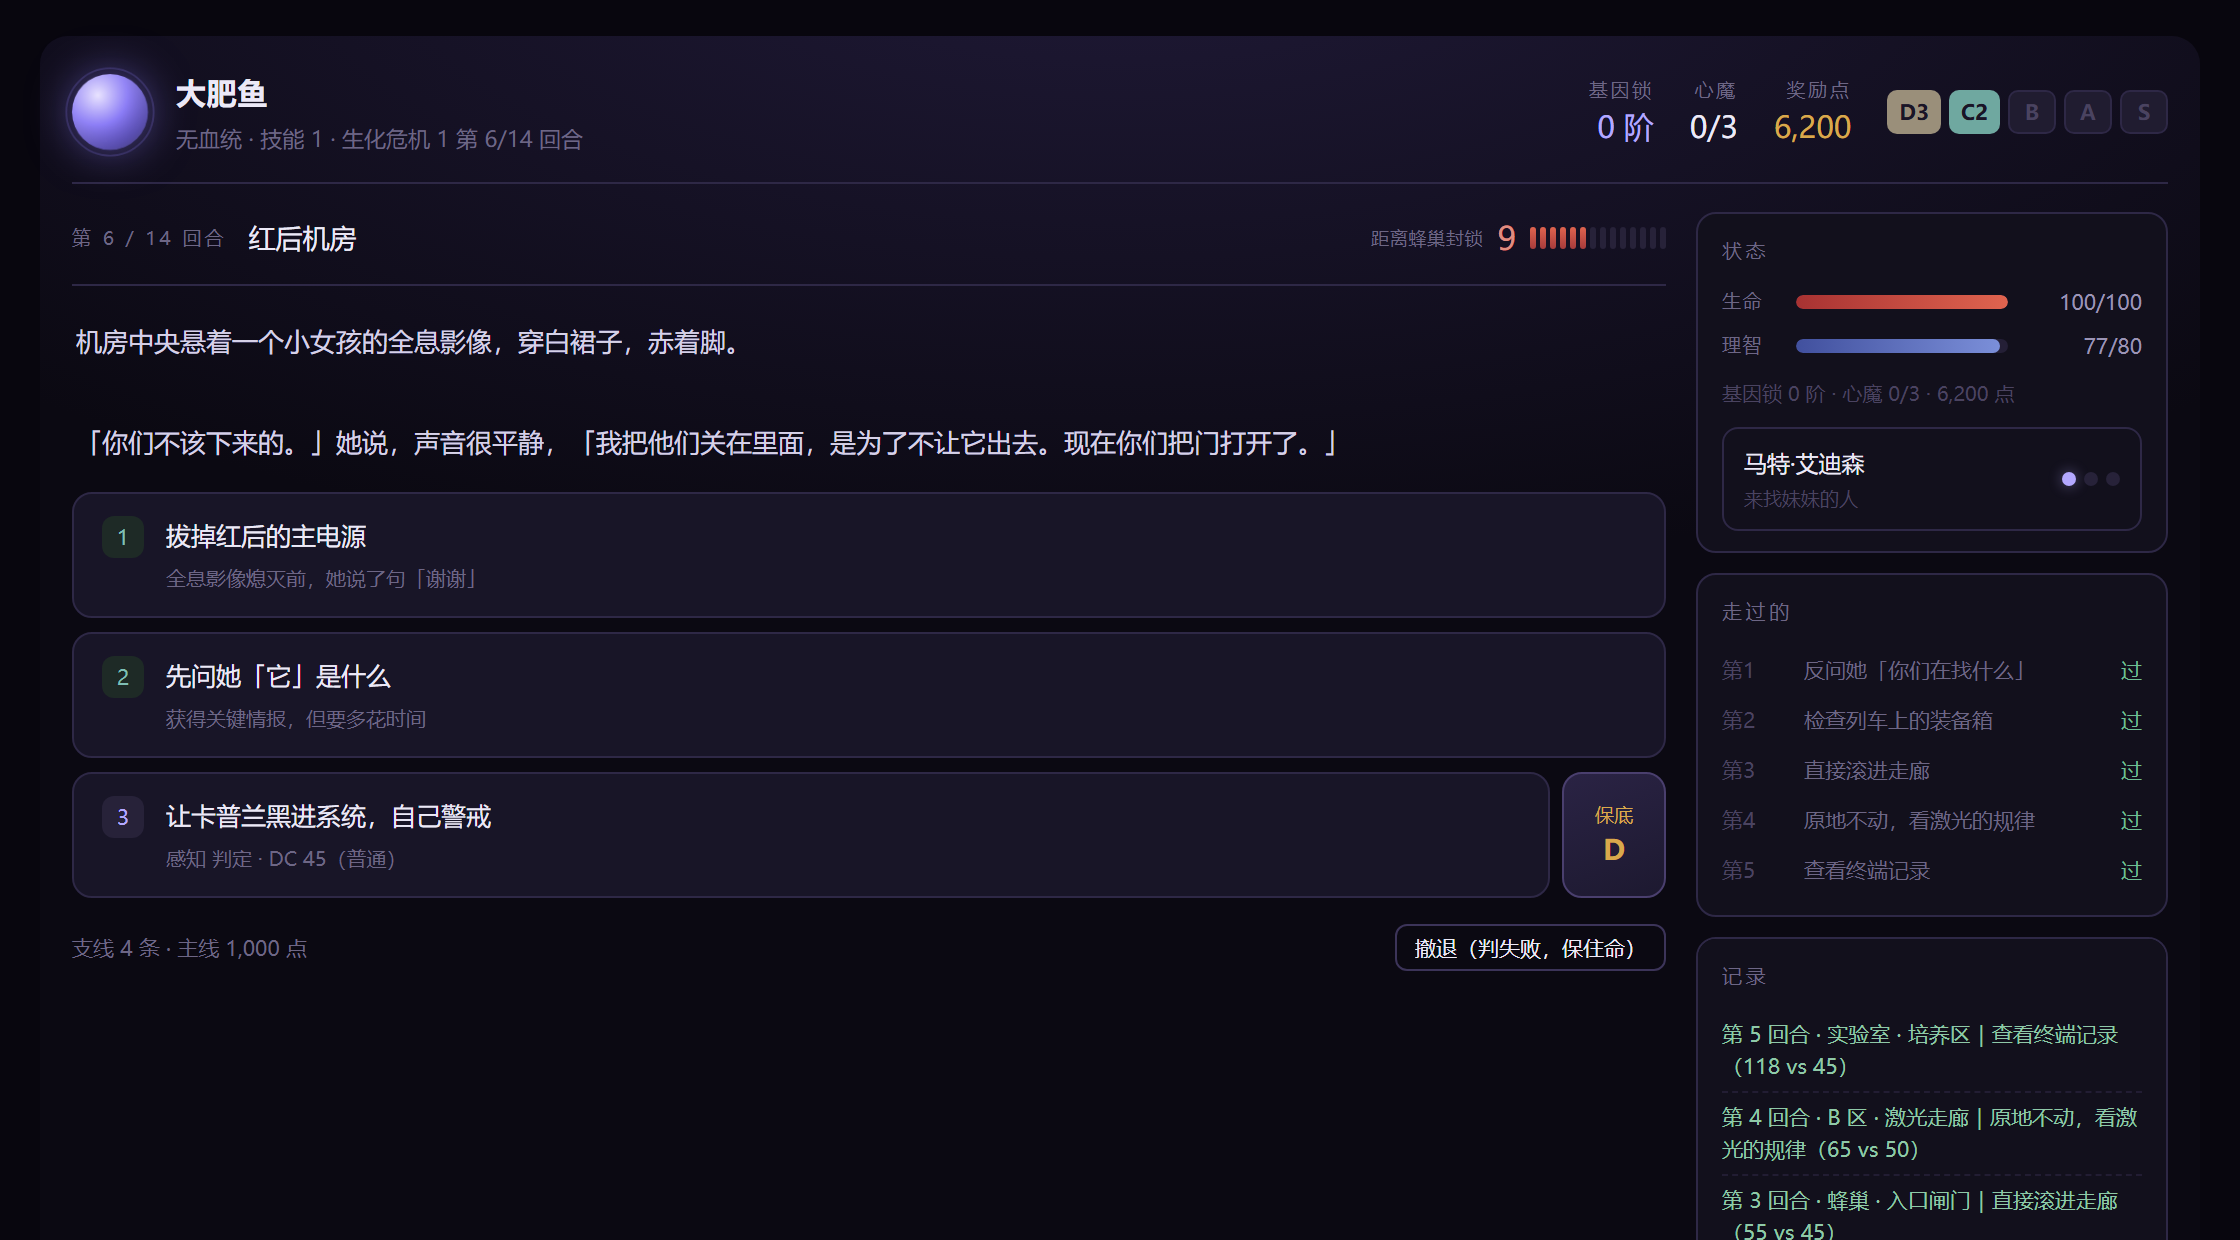 大肥鱼
无血统 · 技能 1 · 生化危机 1 第 6/14 回合
基因锁
0 阶
心魔
0/3
奖励点
6,200
D3
C2
B
A
S
第 6 / 14 回合
红后机房
距离蜂巢封锁 9
机房中央悬着一个小女孩的全息影像，穿白裙子，赤着脚。
「你们不该下来的。」她说，声音很平静，「我把他们关在里面，是为了不让它出去。现在你们把门打开了。」
1
拔掉红后的主电源
全息影像熄灭前，她说了句「谢谢」
2
先问她「它」是什么
获得关键情报，但要多花时间
3
让卡普兰黑进系统，自己警戒
感知 判定 · DC 45（普通）
保底
D
支线 4 条 · 主线 1,000 点
撤退（判失败，保住命）
状态
生命 100/100
理智 77/80
基因锁 0 阶 · 心魔 0/3 · 6,200 点
马特·艾迪森
来找妹妹的人
走过的
第1 反问她「你们在找什么」 过
第2 检查列车上的装备箱 过
第3 直接滚进走廊 过
第4 原地不动，看激光的规律 过
第5 查看终端记录 过
记录
第 5 回合 · 实验室 · 培养区 | 查看终端记录
（118 vs 45）
第 4 回合 · B 区 · 激光走廊 | 原地不动，看激
光的规律（65 vs 50）
第 3 回合 · 蜂巢 · 入口闸门 | 直接滚进走廊
（55 vs 45）